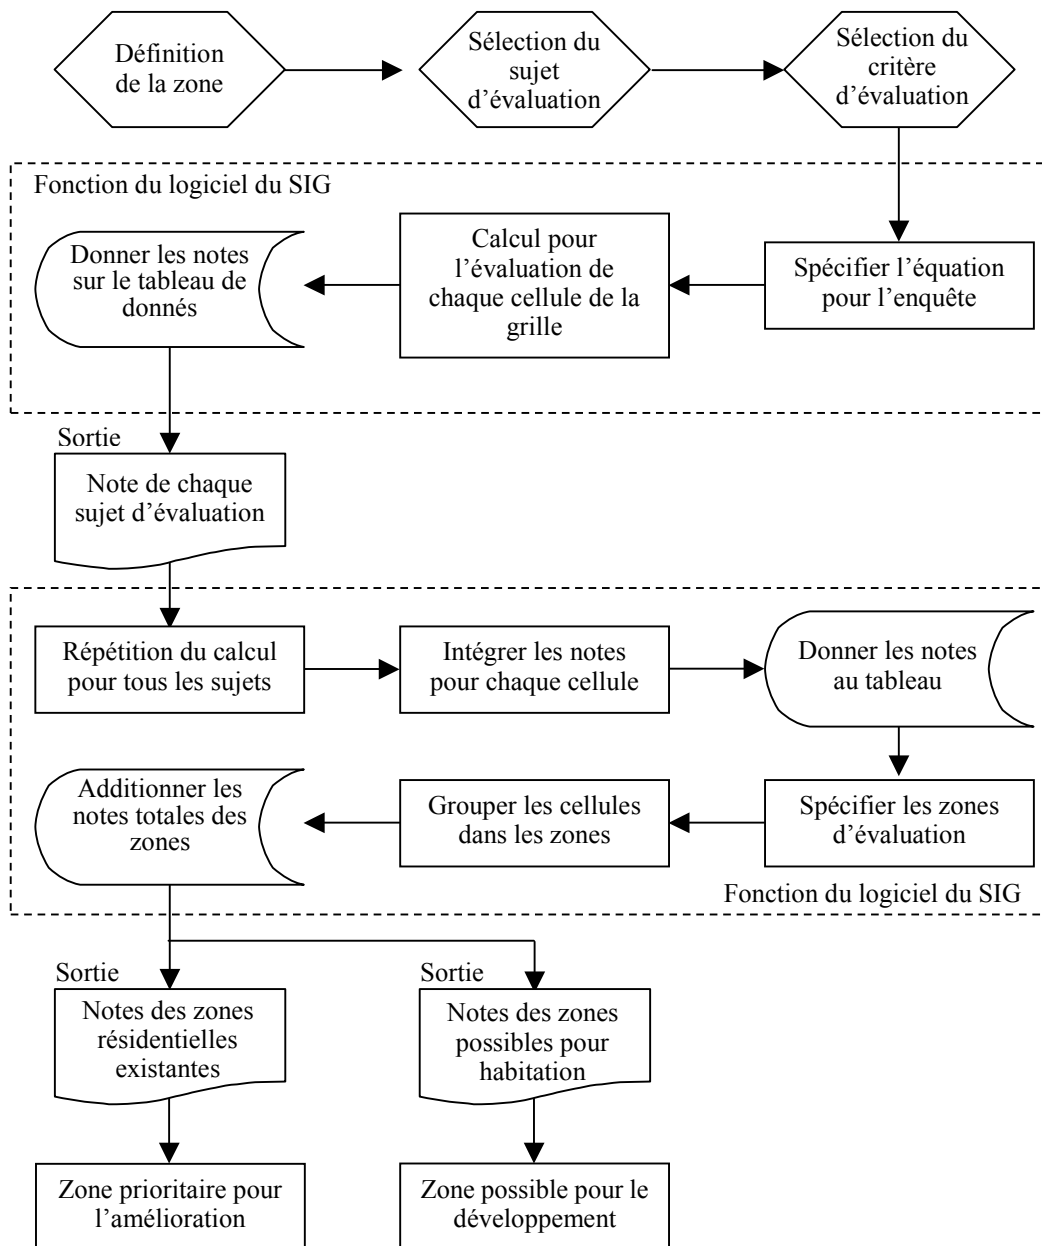 Définition
de la zone
Sélection du
sujet
d’évaluation
Sélection du
critère
d’évaluation
Fonction du logiciel du SIG
Donner les notes
sur le tableau de
donnés
Calcul pour
l’évaluation de
chaque cellule de la
grille
Spécifier l’équation
pour l’enquête
Sortie
Note de chaque
sujet d’évaluation
Répétition du calcul
pour tous les sujets
Intégrer les notes
pour chaque cellule
Donner les notes
au tableau
Additionner les
notes totales des
zones
Grouper les cellules
dans les zones
Spécifier les zones
d’évaluation
Fonction du logiciel du SIG
Sortie
Notes des zones
résidentielles
existantes
Sortie
Notes des zones
possibles pour
habitation
Zone prioritaire pour
l’amélioration
Zone possible pour le
développement